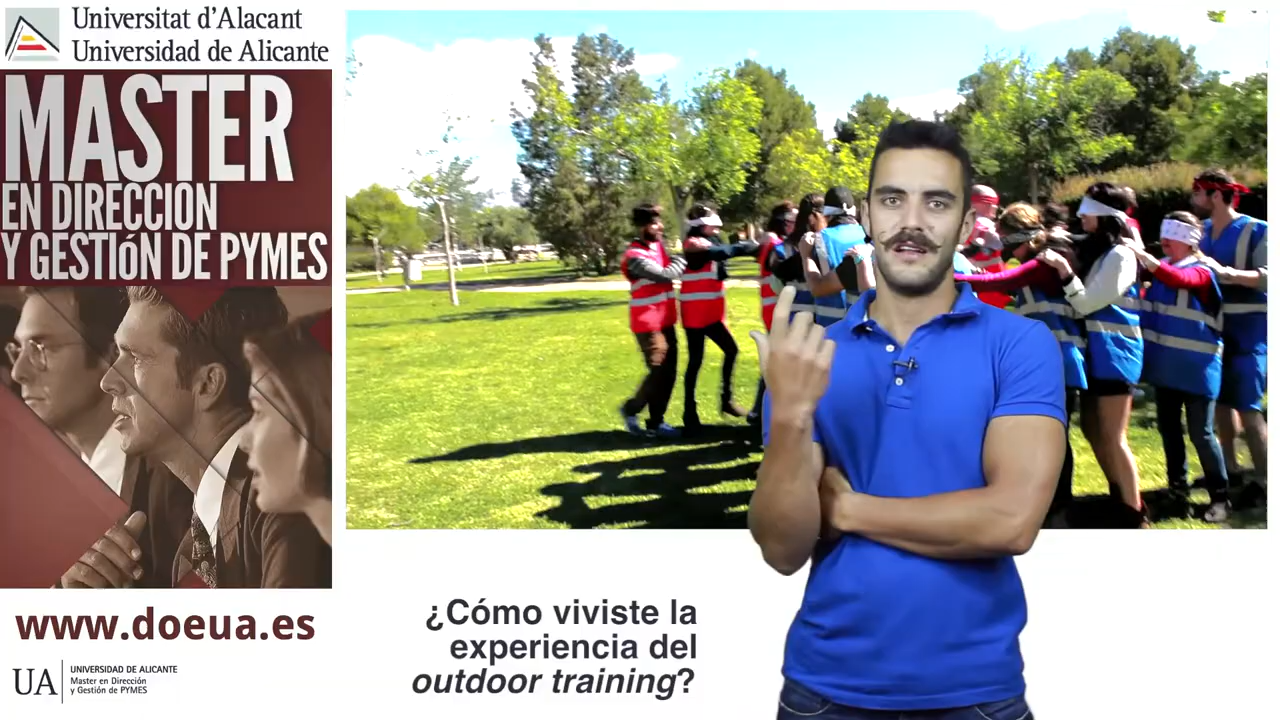 Universitat d'Alacant
Universidad de Alicante
MASTER
EN DIRECCION
Y GESTIÓN DE PYMES
www.doeua.es
UA
UNIVERSIDAD DE ALICANTE
Master en Dirección
y Gestión de PYMES
¿Cómo viviste la
experiencia del
outdoor training?